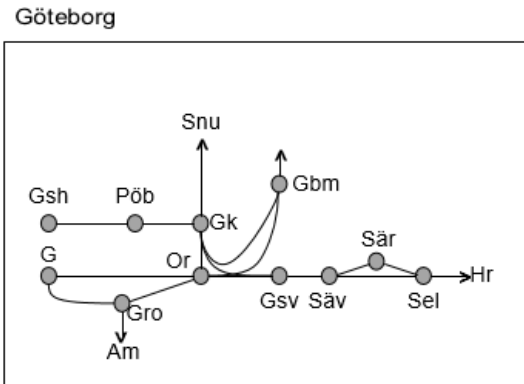 Göteborg
Snu
Gsh
Pöb
Gk
Gbm
G
Or
Sär
Hr
Gro
Gsv
Säv
Sel
Am